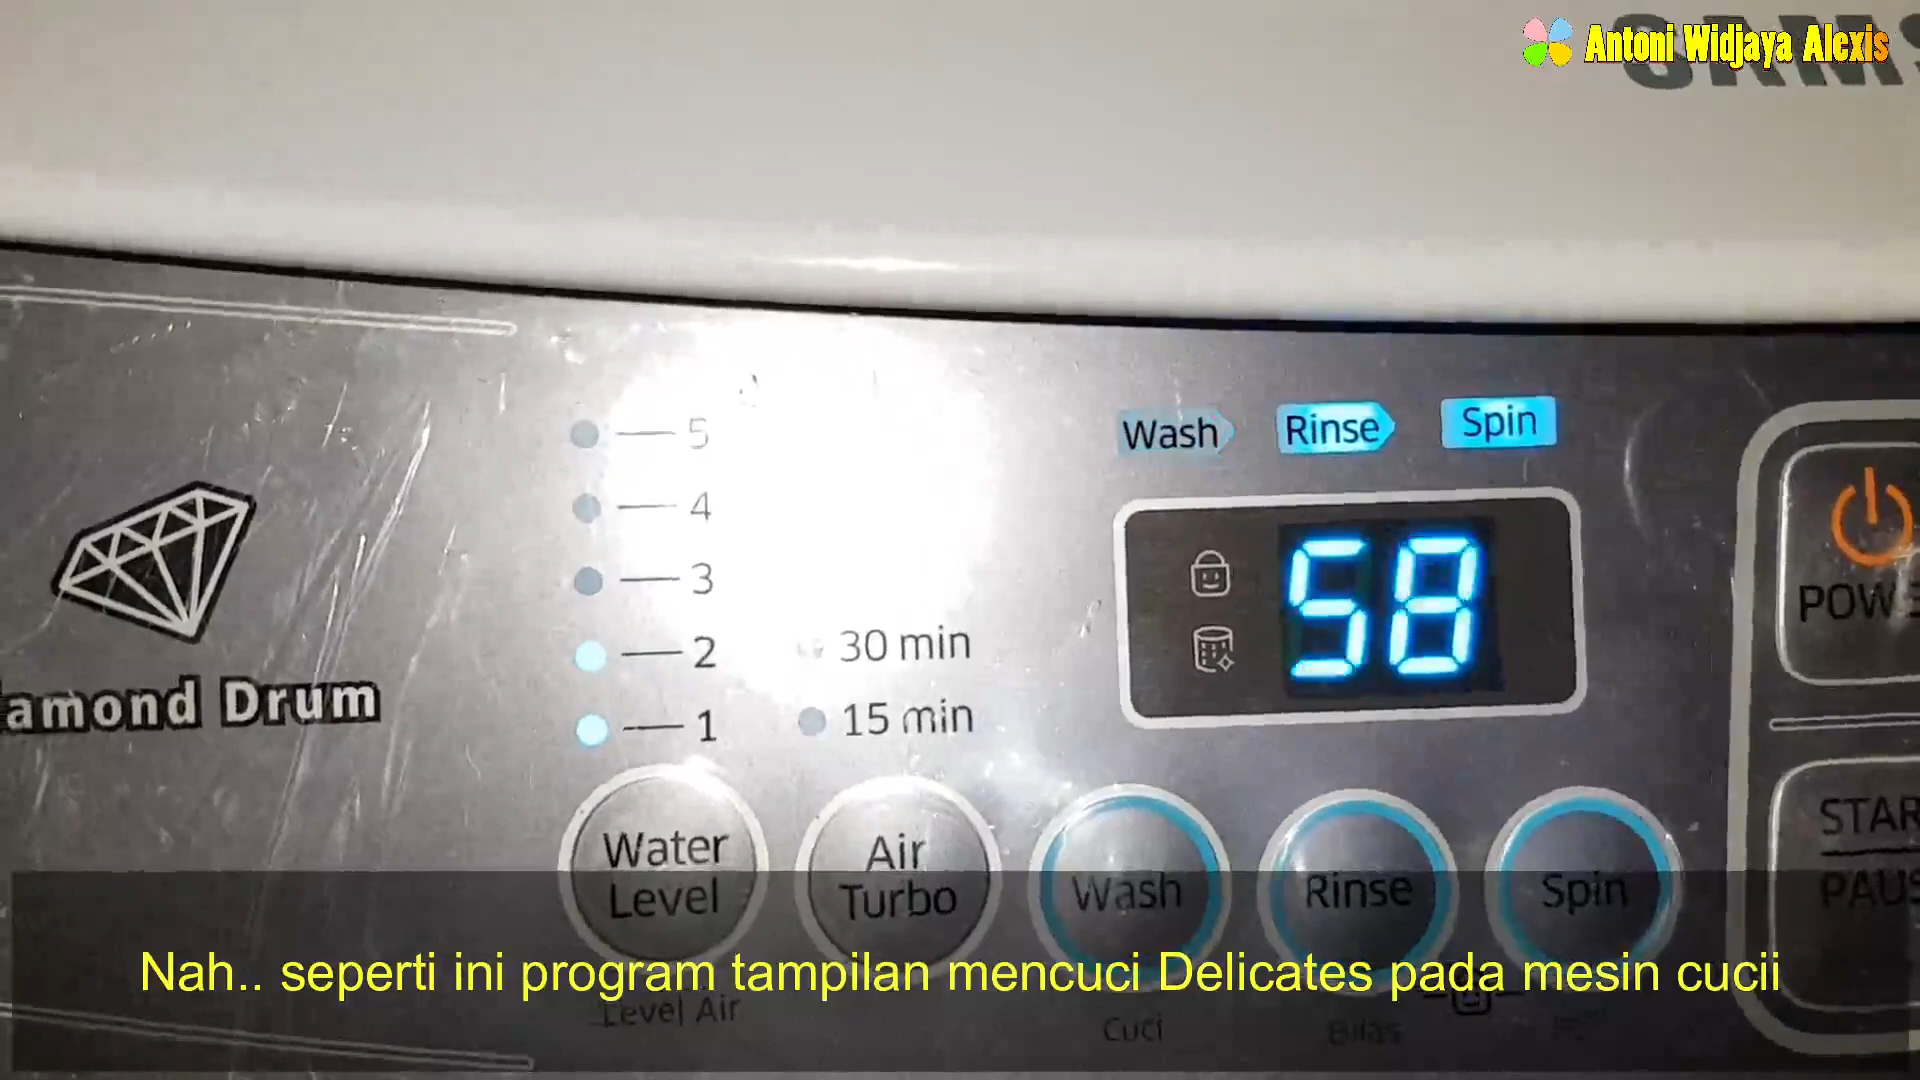 Antoni Widjaya Alexis
SAMS
5
4
3
2
1
30 min
15 min
Wash
Rinse
Spin
58
amond Drum
POWE
Water
Level
Air
Turbo
Wash
Rinse
Spin
STAR
PAUS
Nah.. seperti ini program tampilan mencuci Delicates pada mesin cucii
Level Air
Cuci
Bilas